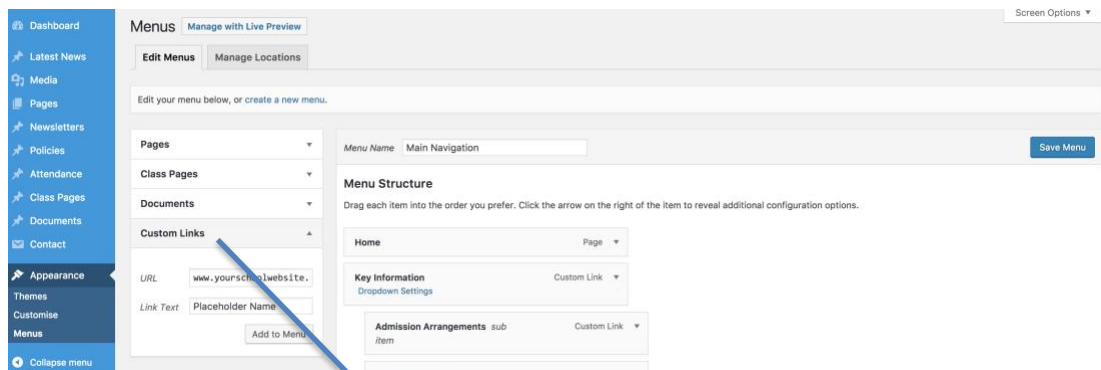 Screen Options
Dashboard
Latest News
Media
Pages
Newsletters
Policies
Attendance
Class Pages
Documents
Contact
Appearance
Themes
Customise
Menus
Collapse menu
Menus Manage with Live Preview
Edit Menus Manage Locations
Edit your menu below, or create a new menu.
Pages
Class Pages
Documents
Custom Links
URL www.yourschoolwebsite.
Link Text Placeholder Name
Add to Menu
Menu Name Main Navigation
Save Menu
Menu Structure
Drag each item into the order you prefer. Click the arrow on the right of the item to reveal additional configuration options.
Home Page
Key Information Custom Link
Dropdown Settings
Admission Arrangements sub Custom Link
item